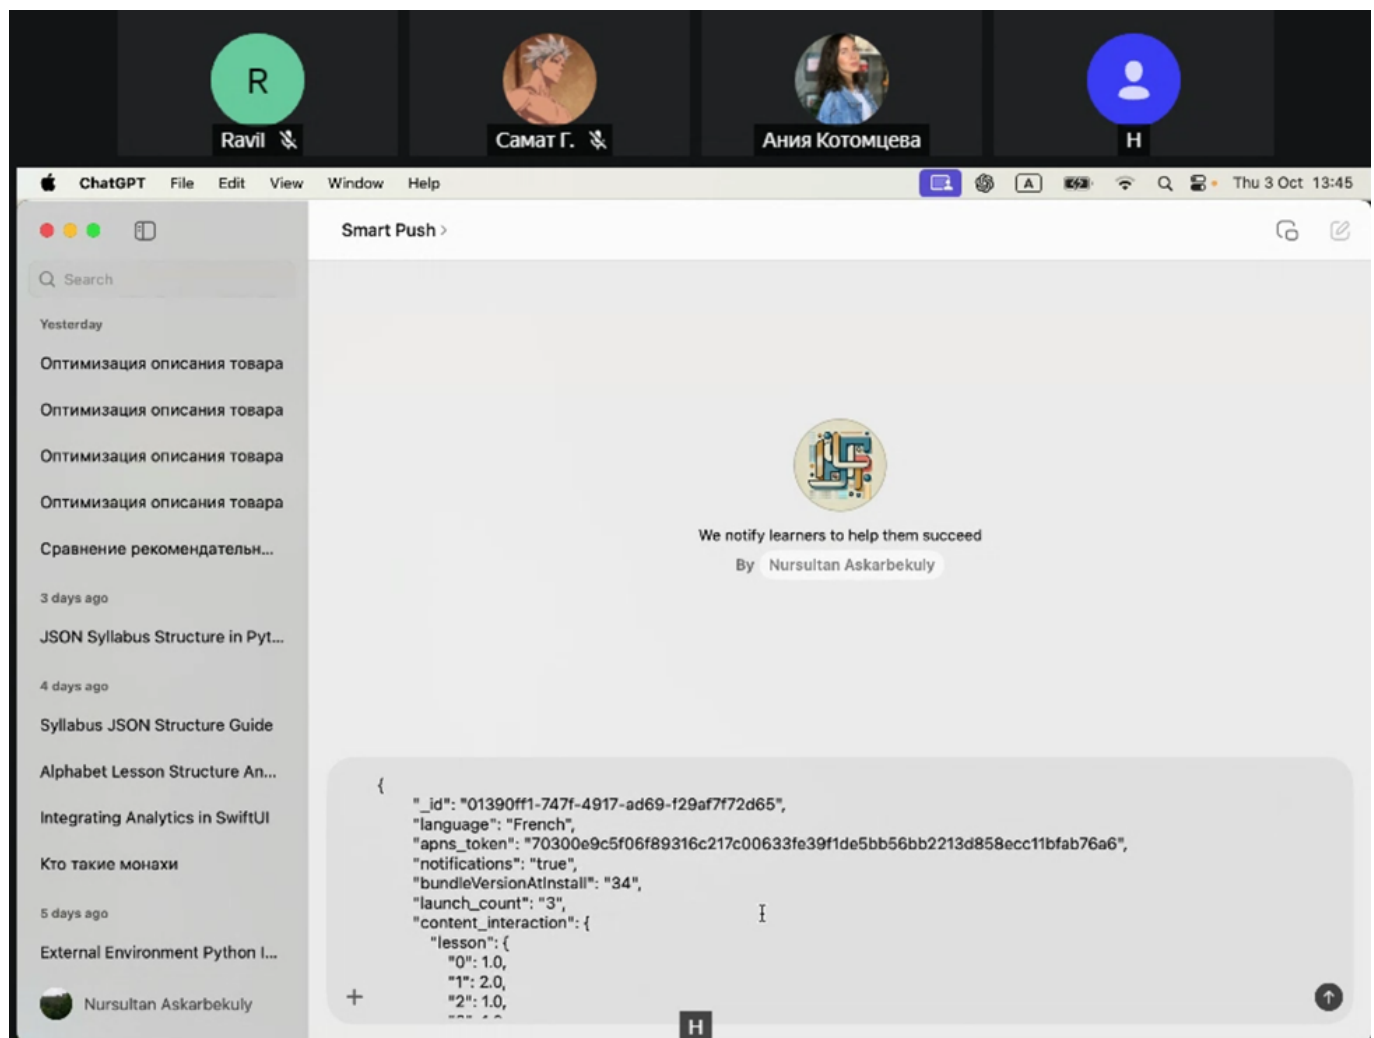 R
Ravil
Самат Г.
Ания Котомцева
H
ChatGPT File Edit View Window Help
A
Thu 3 Oct 13:45
Smart Push >
Search
Yesterday
Оптимизация описания товара
Оптимизация описания товара
Оптимизация описания товара
Оптимизация описания товара
Сравнение рекомендательн...
3 days ago
JSON Syllabus Structure in Pyt...
4 days ago
Syllabus JSON Structure Guide
Alphabet Lesson Structure An...
Integrating Analytics in SwiftUI
Кто такие монахи
5 days ago
External Environment Python I...
Nursultan Askarbekuly
We notify learners to help them succeed
By Nursultan Askarbekuly
{
"_id": "01390ff1-747f-4917-ad69-f29af7f72d65",
"language": "French",
"apns_token": "70300e9c5f06f89316c217c00633fe39f1de5bb56bb2213d858ecc11bfab76a6",
"notifications": "true",
"bundleVersionAtInstall": "34",
"launch_count": "3",
"content_interaction": {
"lesson": {
"0": 1.0,
"1": 2.0,
"2": 1.0,
H